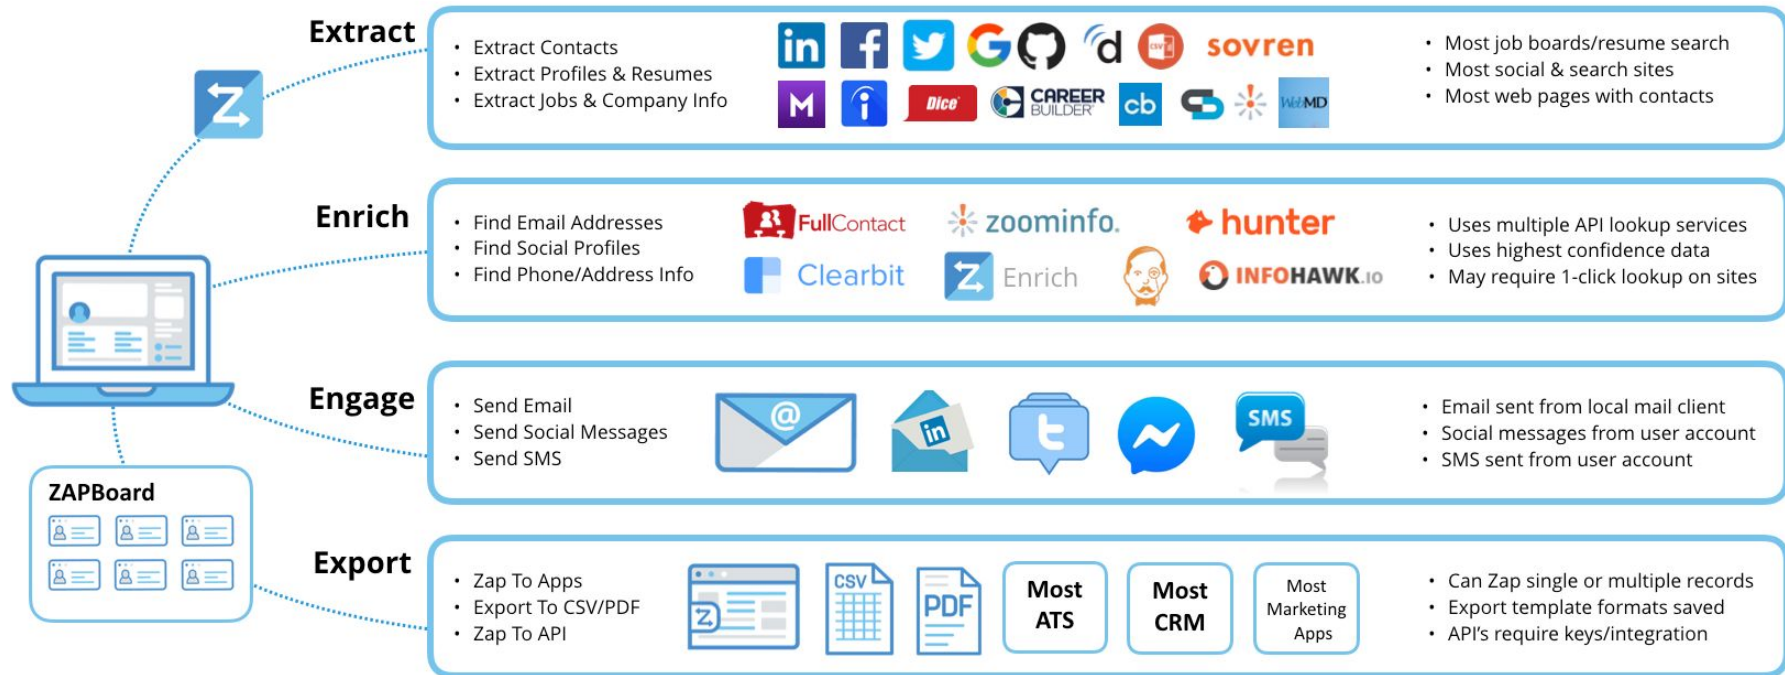 Extract
• Extract Contacts
• Extract Profiles & Resumes
• Extract Jobs & Company Info
in
f
G
d
CSV
sovren
M
i
Dice
CAREER
BUILDER
cb
WebMD
• Most job boards/resume search
• Most social & search sites
• Most web pages with contacts
Z
Enrich
• Find Email Addresses
• Find Social Profiles
• Find Phone/Address Info
FullContact
zoominfo.
hunter
Clearbit
Z Enrich
INFOHAWK.IO
• Uses multiple API lookup services
• Uses highest confidence data
• May require 1-click lookup on sites
Engage
• Send Email
• Send Social Messages
• Send SMS
@
in
t
SMS
• Email sent from local mail client
• Social messages from user account
• SMS sent from user account
ZAPBoard
Export
• Zap To Apps
• Export To CSV/PDF
• Zap To API
Z
CSV
PDF
Most
ATS
Most
CRM
Most
Marketing
Apps
• Can Zap single or multiple records
• Export template formats saved
• API's require keys/integration